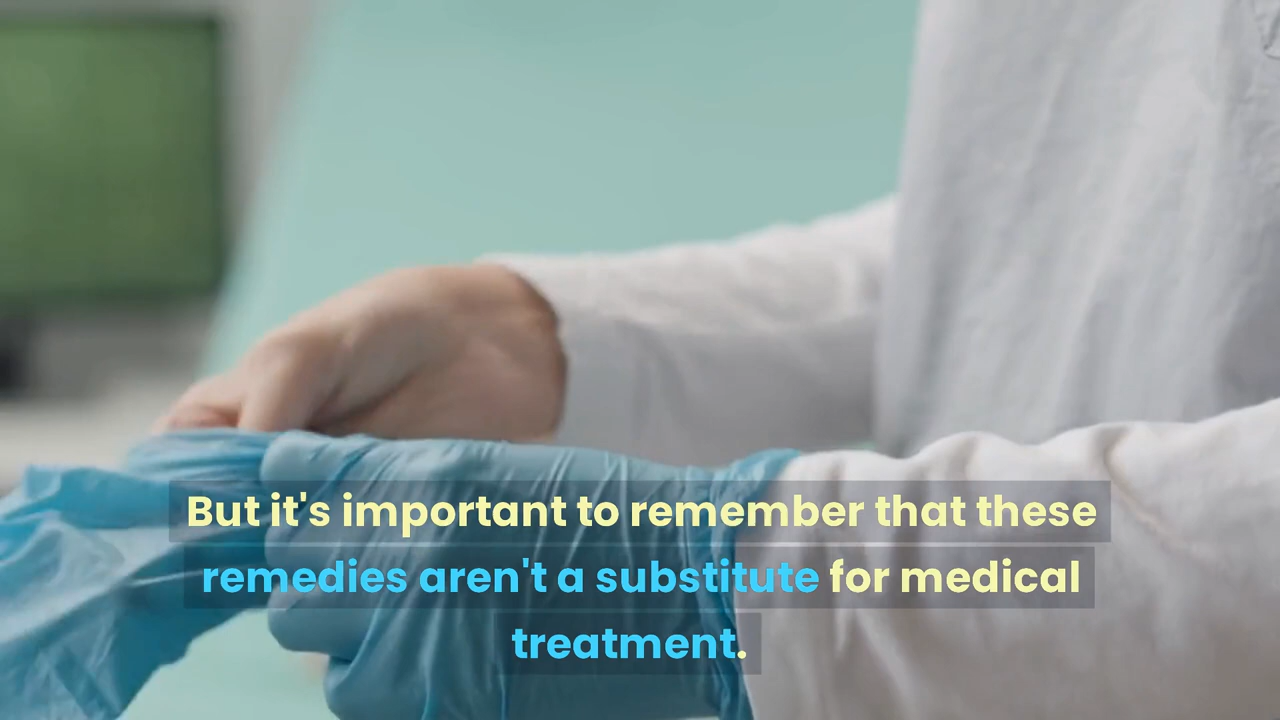 But it's important to remember that these
remedies aren't a substitute for medical
treatment.